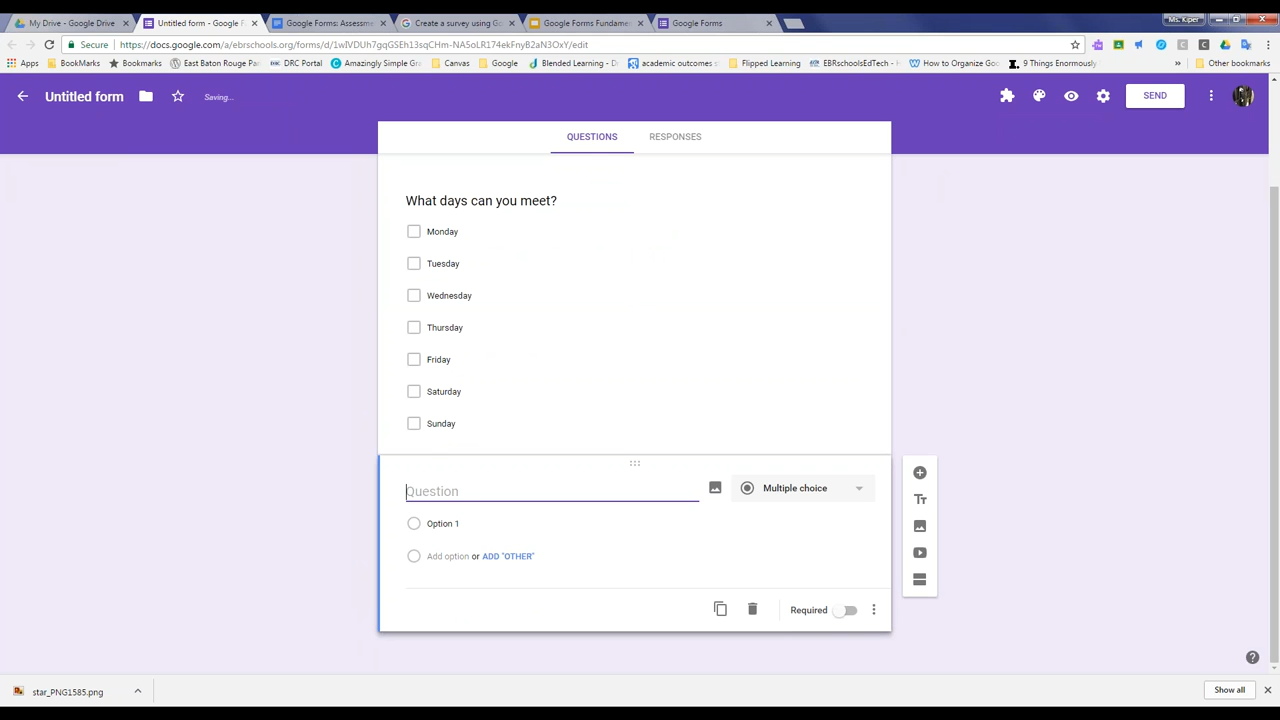 My Drive - Google Drive
Untitled form - Google F
Google Forms: Assessme
Create a survey using Go
Google Forms Fundame
Google Forms
Ms. Kiper
Secure
https://docs.google.com/a/ebrschools.org/forms/d/1wIVDUh7gqGSEh13sqCHm-NA5oLR174ekFnyB2aN3OxY/edit
Apps
BookMarks
Bookmarks
East Baton Rouge Pa
DRC Portal
Amazingly Simple Gr
Canvas
Google
Blended Learning - D
academic outcomes s
Flipped Learning
EBRschoolsEdTech - H
How to Organize Goo
9 Things Enormously
»
Other bookmarks
Untitled form
Saving...
SEND
QUESTIONS
RESPONSES
What days can you meet?
Monday
Tuesday
Wednesday
Thursday
Friday
Saturday
Sunday
Question
Multiple choice
Option 1
Add option or ADD "OTHER"
Required
star_PNG1585.png
Show all